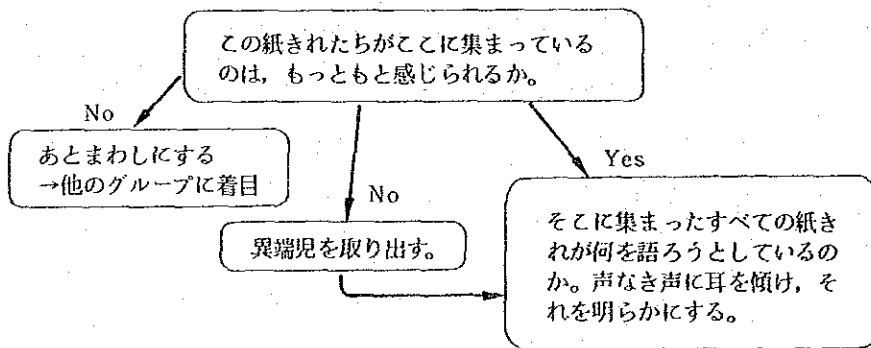 この紙きれたちがここに集まっている
のは，もっともと感じられるか。
No
あとまわしにする
→他のグループに着目
No
異端児を取り出す。
Yes
そこに集まったすべての紙き
れが何を語ろうとしているの
か。声なき声に耳を傾け，そ
れを明らかにする。